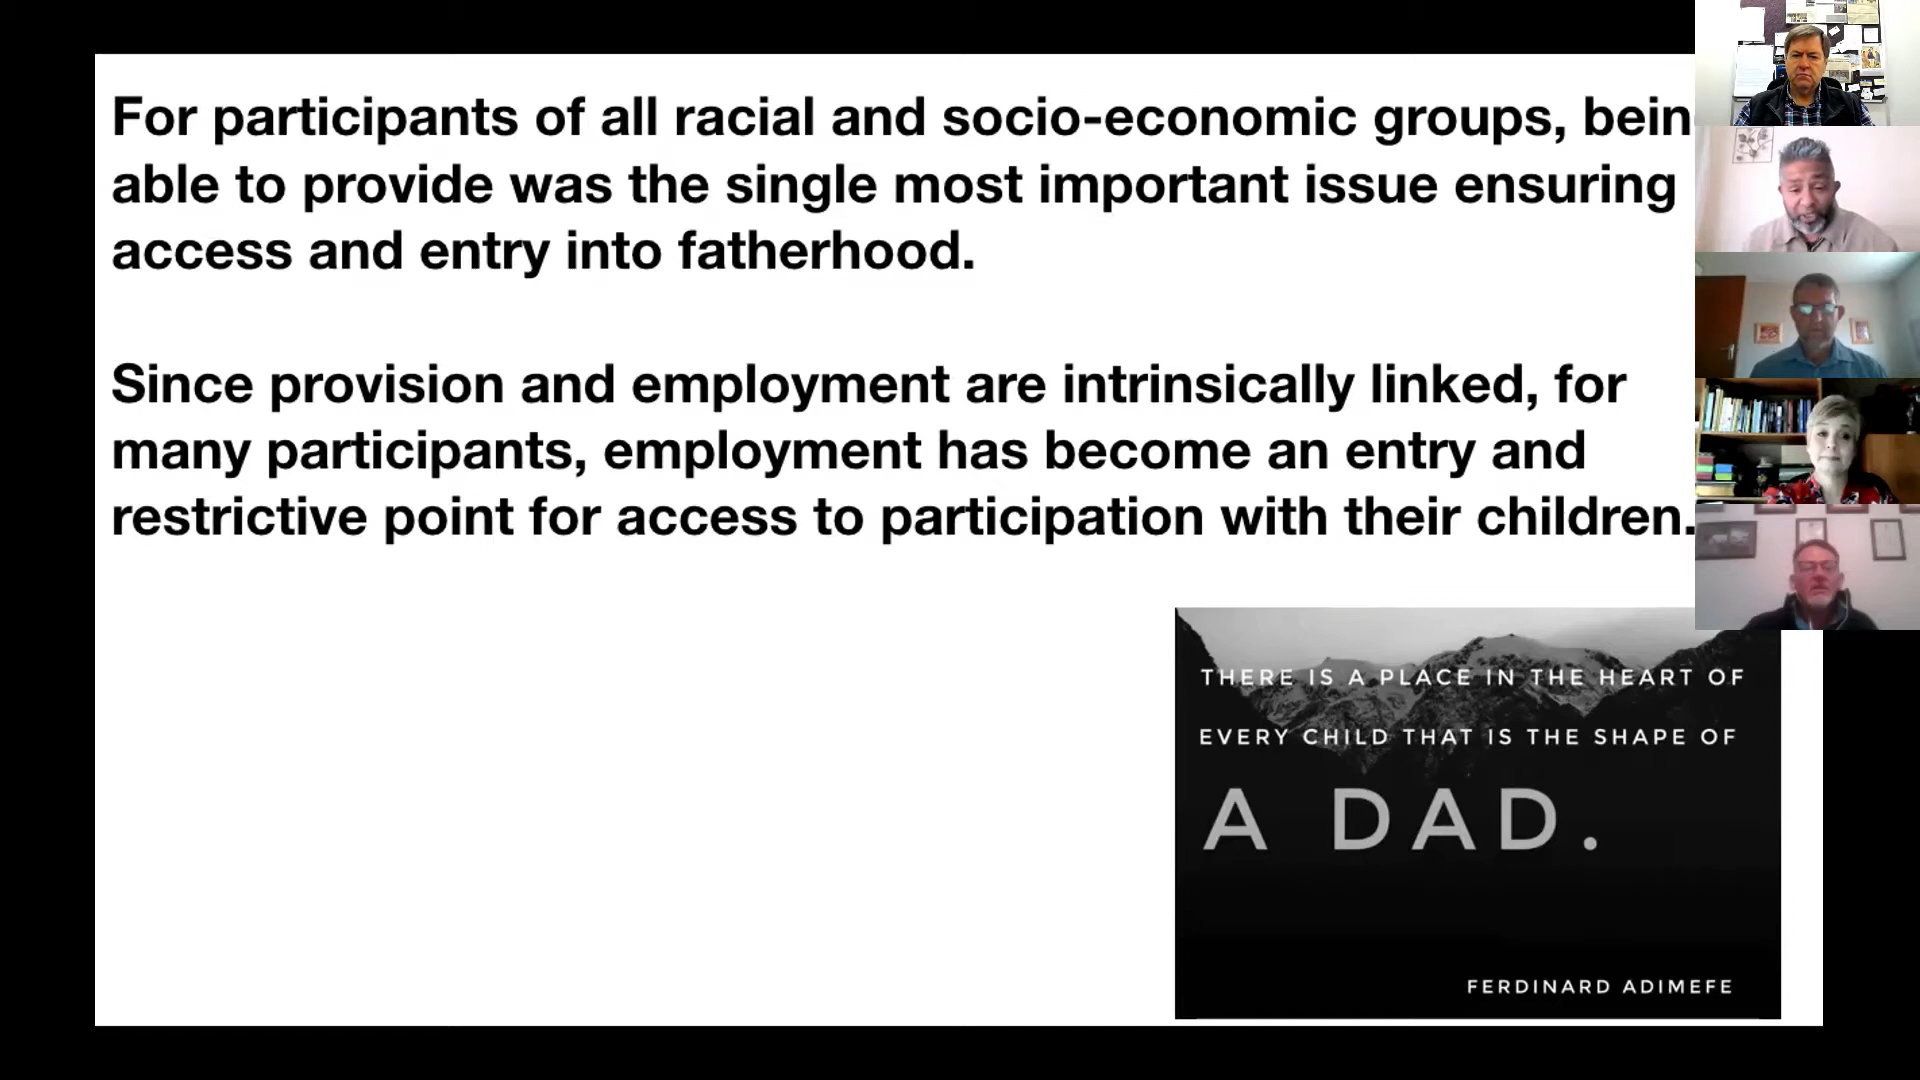 For participants of all racial and socio-economic groups, bein
able to provide was the single most important issue ensuring
access and entry into fatherhood.
Since provision and employment are intrinsically linked, for
many participants, employment has become an entry and
restrictive point for access to participation with their children.
THERE IS A PLACE IN THE HEART OF
EVERY CHILD THAT IS THE SHAPE OF
A DAD.
FERDINARD ADIMEFE